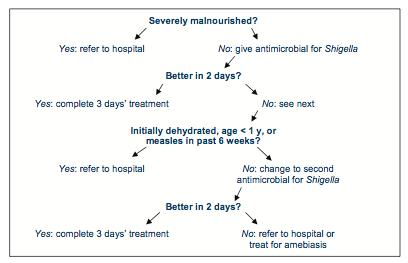 Severely malnourished?
Yes: refer to hospital
No: give antimicrobial for Shigella
Better in 2 days?
Yes: complete 3 days' treatment
No: see next
Initially dehydrated, age < 1 y, or
measles in past 6 weeks?
Yes: refer to hospital
No: change to second
antimicrobial for Shigella
Better in 2 days?
Yes: complete 3 days' treatment
No: refer to hospital or
treat for amebiasis